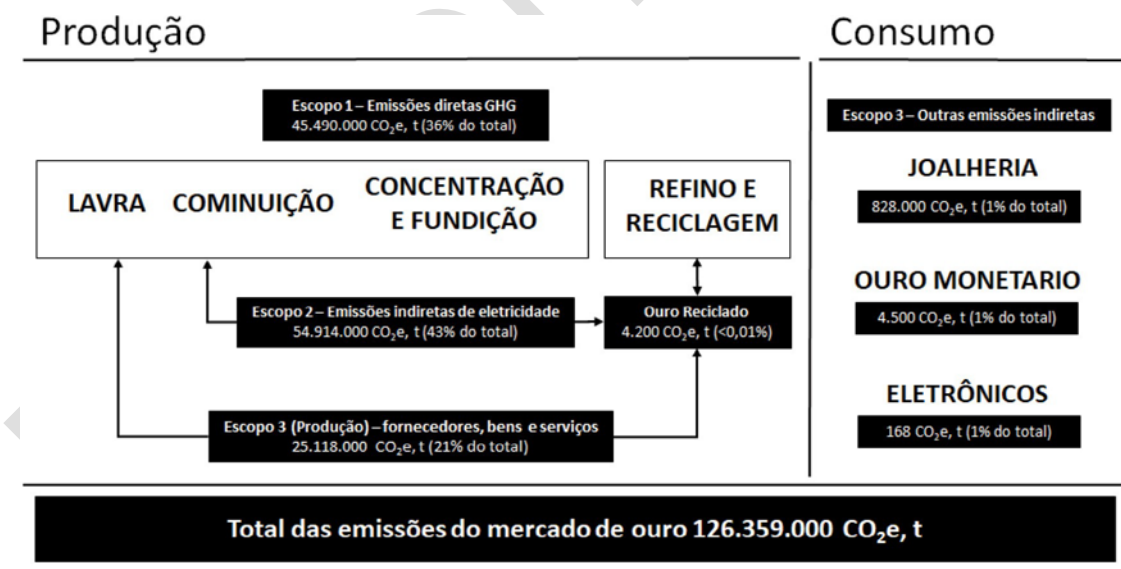 Produção
Escopo 1 – Emissões diretas GHG
45.490.000 CO₂e, t (36% do total)
LAVRA
COMINUIÇÃO
CONCENTRAÇÃO
E FUNDIÇÃO
REFINO E
RECICLAGEM
Escopo 2 – Emissões indiretas de eletricidade
54.914.000 CO₂e, t (43% do total)
Ouro Reciclado
4.200 CO₂e, t (<0,01%)
Escopo 3 (Produção) – fornecedores, bens e serviços
25.118.000 CO₂e, t (21% do total)
Consumo
Escopo 3 – Outras emissões indiretas
JOALHERIA
828.000 CO₂e, t (1% do total)
OURO MONETARIO
4.500 CO₂e, t (1% do total)
ELETRÔNICOS
168 CO₂e, t (1% do total)
Total das emissões do mercado de ouro 126.359.000 CO₂e, t